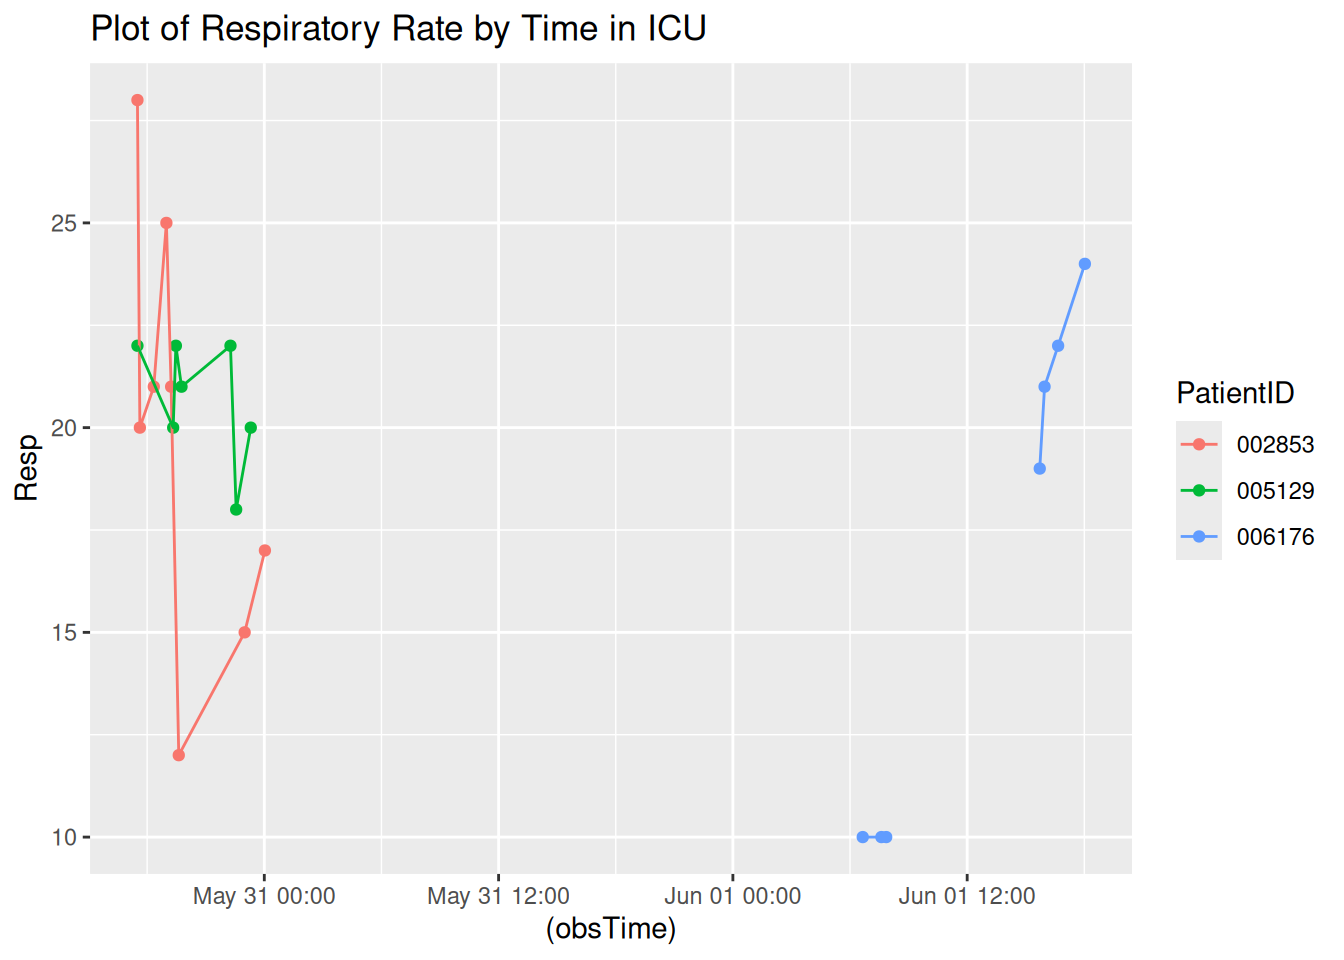 Plot of Respiratory Rate by Time in ICU
Resp
25
20
15
10
May 31 00:00
May 31 12:00
Jun 01 00:00
Jun 01 12:00
(obsTime)
PatientID
002853
005129
006176